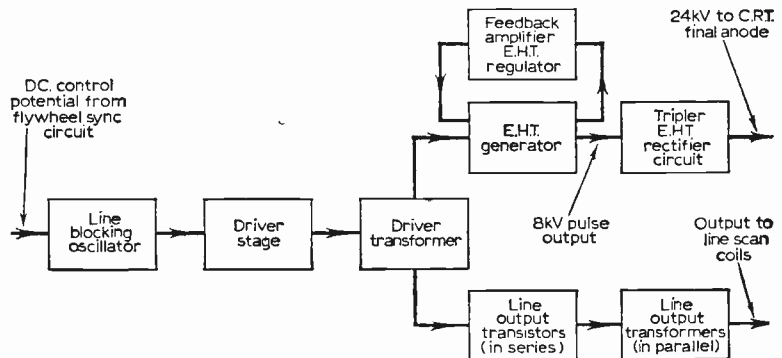 Feedback
amplifier
E.H.T.
regulator
24kV to C.R.T.
final anode
DC. control
potential from
flywheel sync
circuit
E.H.T.
generator
Tripler
E.H.T.
rectifier
circuit
Line
blocking
oscillator
Driver
stage
Driver
transformer
8kV pulse
output
Output to
line scan
coils
Line
output
transistors
(in series)
Line
output
transformers
(in parallel)